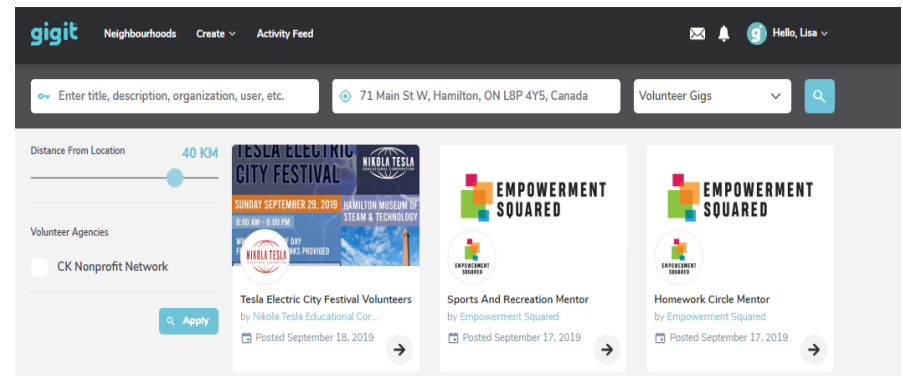 gigit
Neighbourhoods Create Activity Feed
Hello, Lisa
Enter title, description, organization, user, etc.
71 Main St W, Hamilton, ON L8P 4Y5, Canada
Volunteer Gigs
Distance From Location 40 KM
Volunteer Agencies
CK Nonprofit Network
Apply
TESLA ELECTRIC
CITY FESTIVAL
NIKOLA TESLA
EDUCATIONAL CORPORATION
SUNDAY SEPTEMBER 29, 2019
HAMILTON MUSEUM OF
STEAM & TECHNOLOGY
8:00 AM - 6:00 PM
DAY
PROVIDED
NIKOLA TESLA
Tesla Electric City Festival Volunteers
by Nikola Tesla Educational Cor...
Posted September 18, 2019
EMPOWERMENT
SQUARED
EMPOWERMENT
SQUARED
Sports And Recreation Mentor
by Empowerment Squared
Posted September 17, 2019
EMPOWERMENT
SQUARED
EMPOWERMENT
SQUARED
Homework Circle Mentor
by Empowerment Squared
Posted September 17, 2019